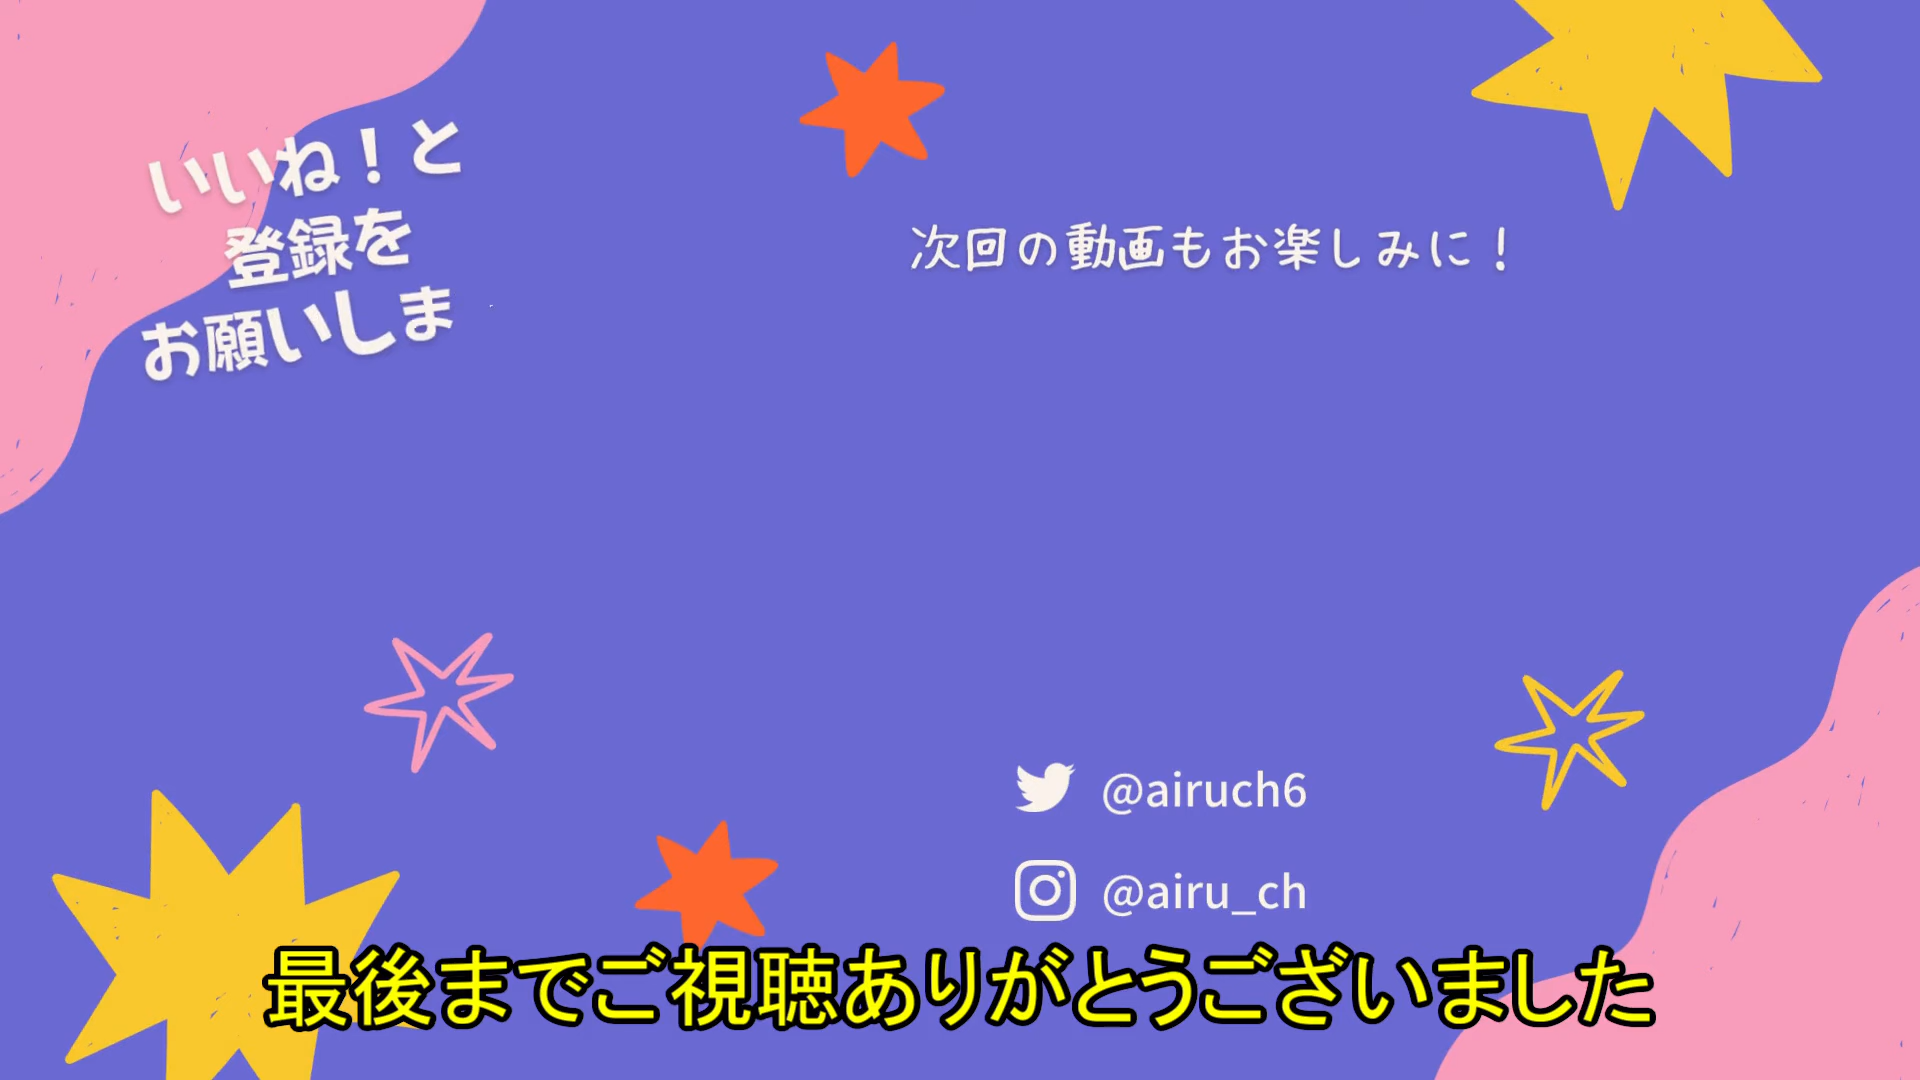 いいね！と
登録を
お願いしま
次回の動画もお楽しみに！
@airuch6
@airu_ch
最後までご視聴ありがとうございました